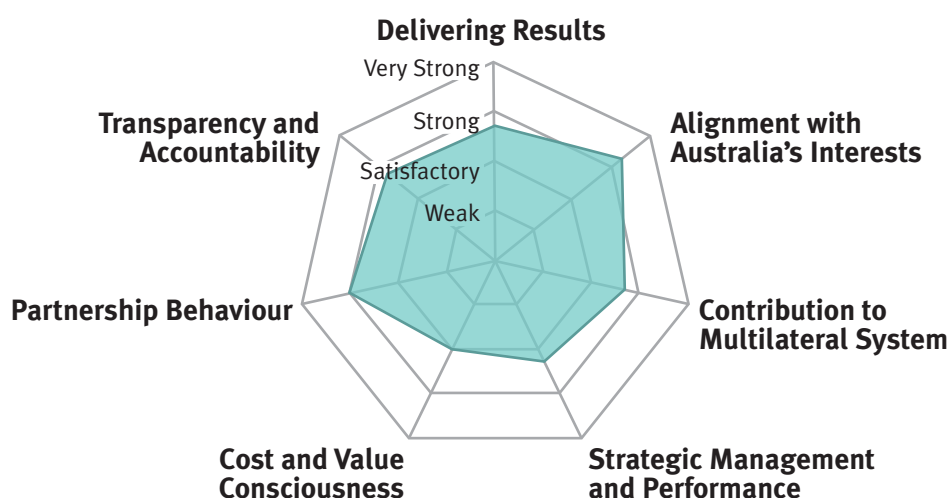 Delivering Results
Very Strong
Strong
Satisfactory
Weak
Transparency and
Accountability
Alignment with
Australia’s Interests
Partnership Behaviour
Contribution to
Multilateral System
Cost and Value
Consciousness
Strategic Management
and Performance